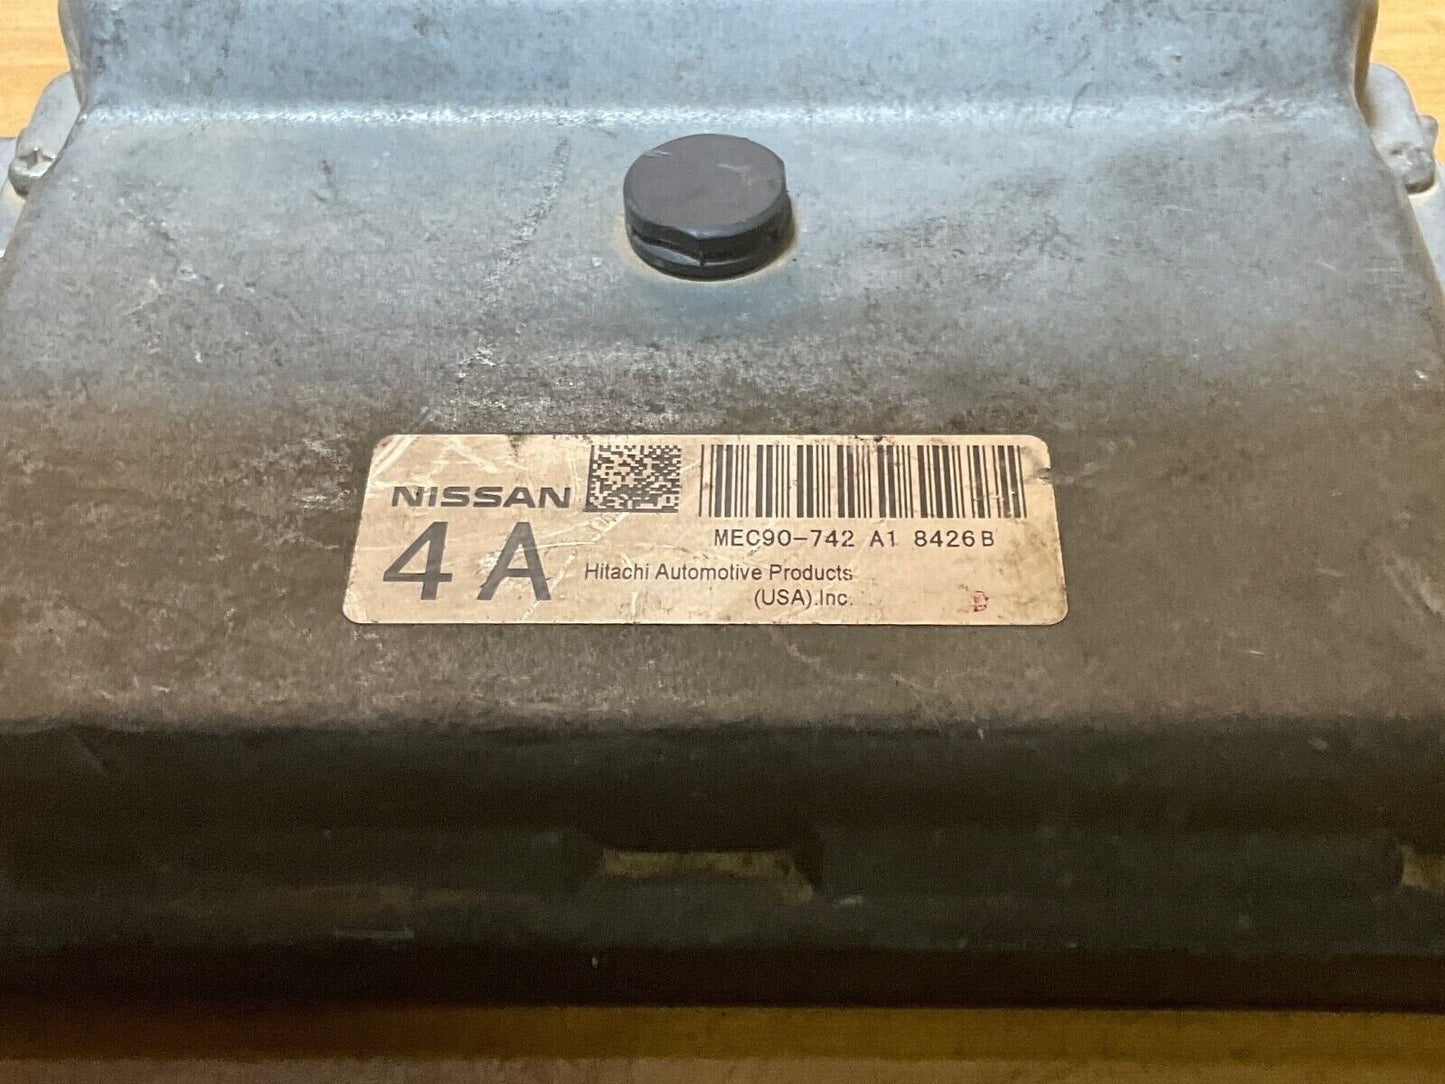 NISSAN
4A
MEC90-742 A1 8426B
Hitachi Automotive Products
(USA).Inc.